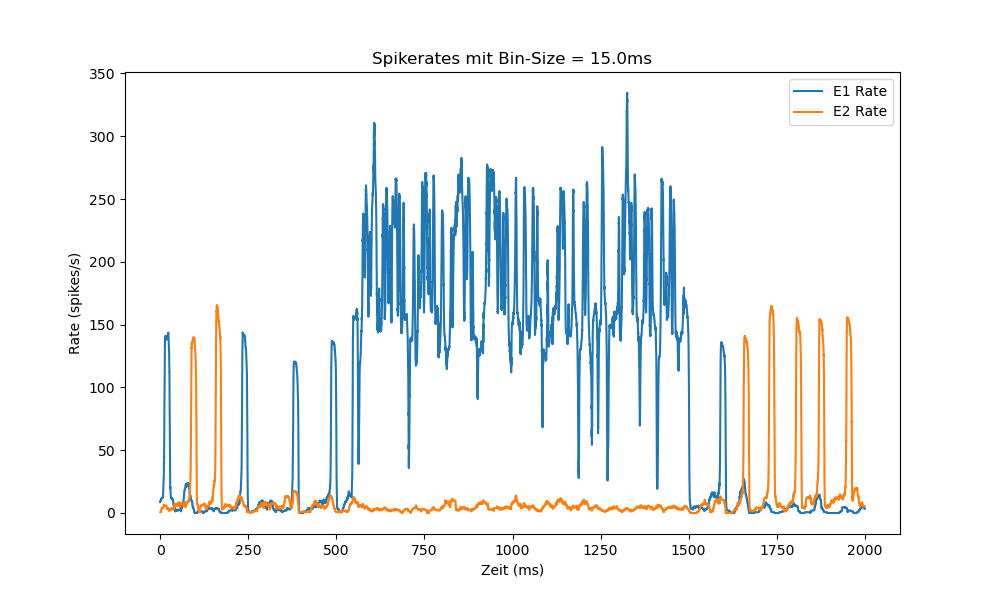 Spikerates mit Bin-Size = 15.0ms
E1 Rate
E2 Rate
Rate (spikes/s)
350
300
250
200
150
100
50
0
0 250 500 750 1000 1250 1500 1750 2000
Zeit (ms)